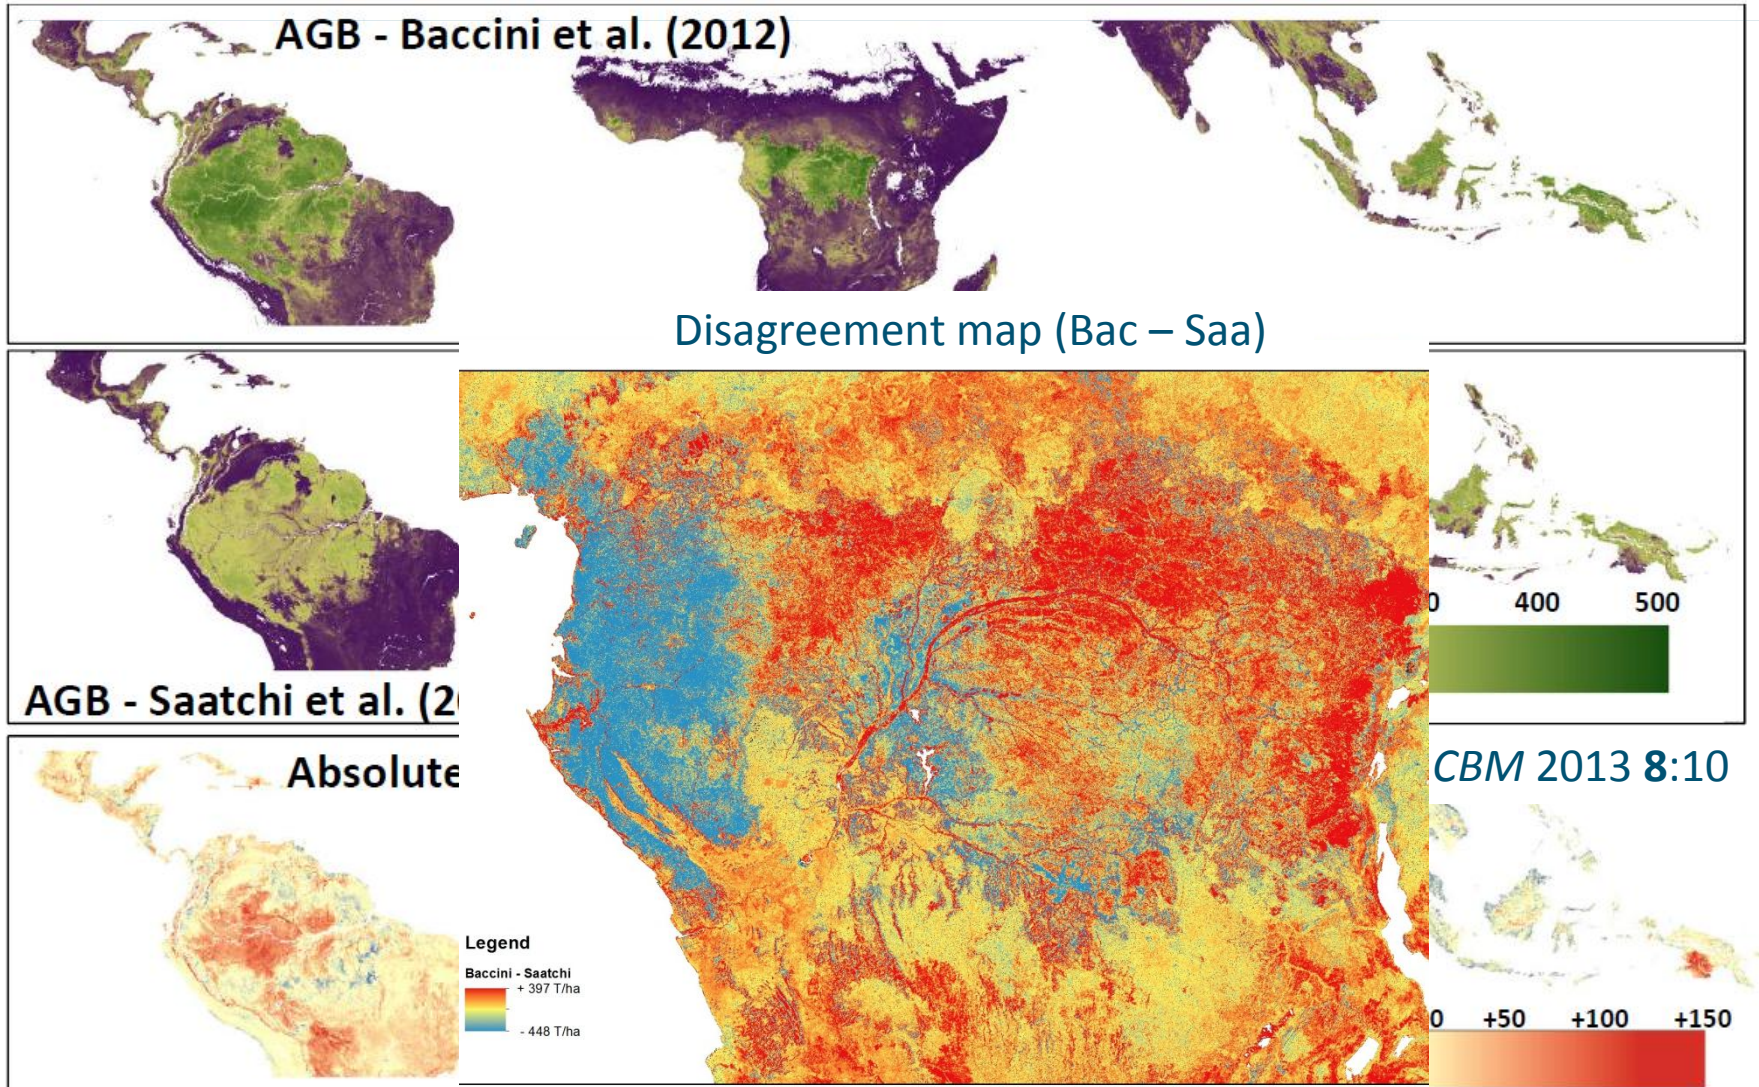 AGB - Baccini et al. (2012)
Disagreement map (Bac – Saa)
AGB - Saatchi et al. (20
0 400 500
Absolute
CBM 2013 8:10
Legend
Baccini - Saatchi
+ 397 T/ha
- 448 T/ha
0 +50 +100 +150